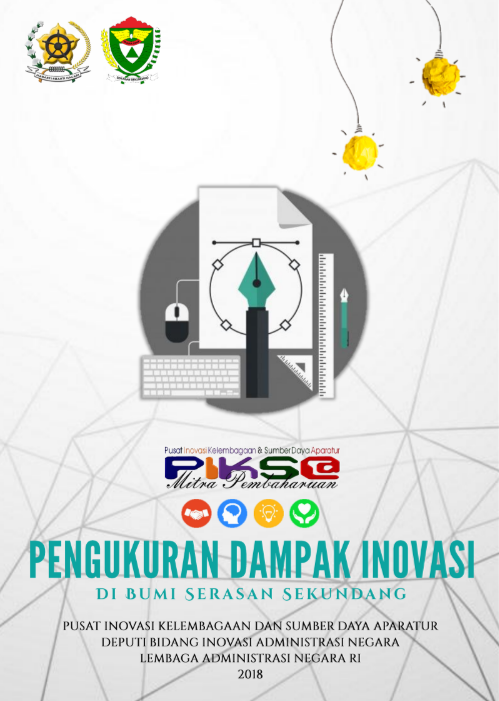 Pusat Inovasi Kelembagaan & Sumber Daya Aparatur
PIKS@
Mitra Pembaharuan
PENGUKURAN DAMPAK INOVASI
DI BUMI SERASAN SEKUNDANG
PUSAT INOVASI KELEMBAGAAN DAN SUMBER DAYA APARATUR
DEPUTI BIDANG INOVASI ADMINISTRASI NEGARA
LEMBAGA ADMINISTRASI NEGARA RI
2018